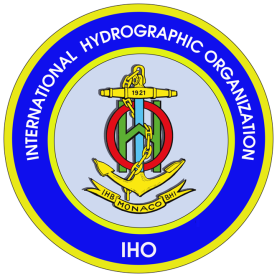 INTERNATIONAL HYDROGRAPHIC ORGANIZATION
1921
IHB MONACO BHI
IHO